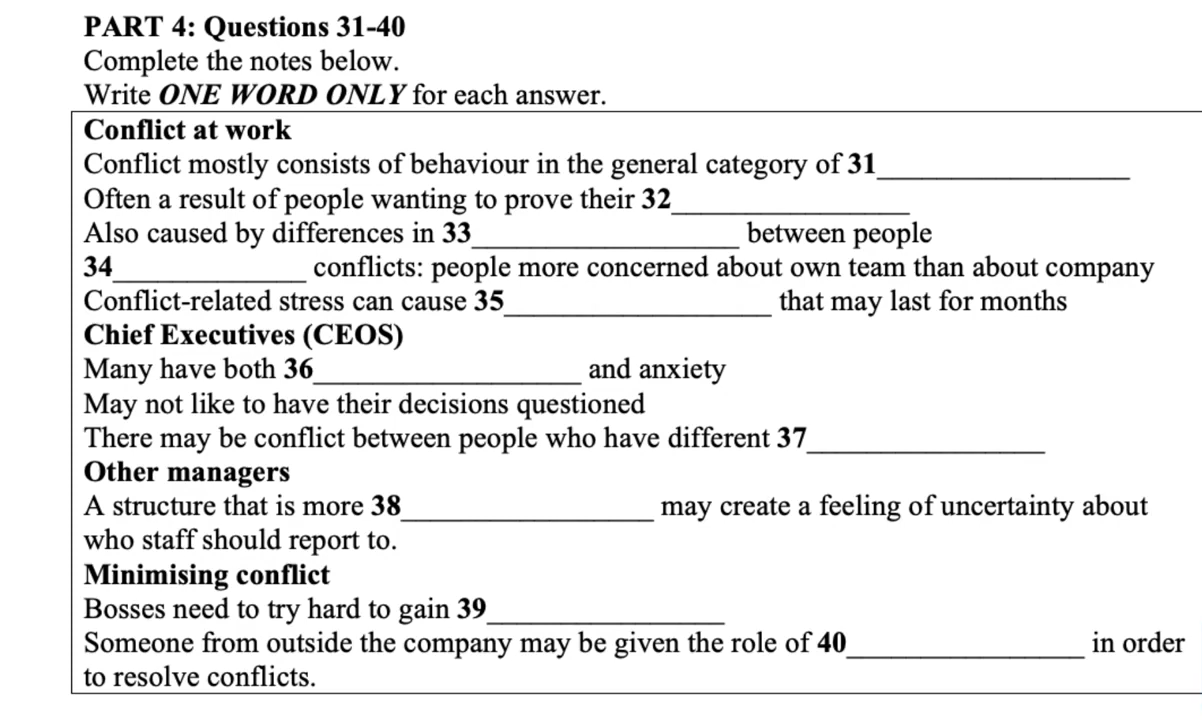 PART 4: Questions 31-40
Complete the notes below.
Write ONE WORD ONLY for each answer.
Conflict at work
Conflict mostly consists of behaviour in the general category of 31_________________
Often a result of people wanting to prove their 32________________
Also caused by differences in 33__________________ between people
34_____________ conflicts: people more concerned about own team than about company
Conflict-related stress can cause 35__________________ that may last for months
Chief Executives (CEOS)
Many have both 36__________________ and anxiety
May not like to have their decisions questioned
There may be conflict between people who have different 37________________
Other managers
A structure that is more 38_________________ may create a feeling of uncertainty about
who staff should report to.
Minimising conflict
Bosses need to try hard to gain 39________________
Someone from outside the company may be given the role of 40________________ in order
to resolve conflicts.